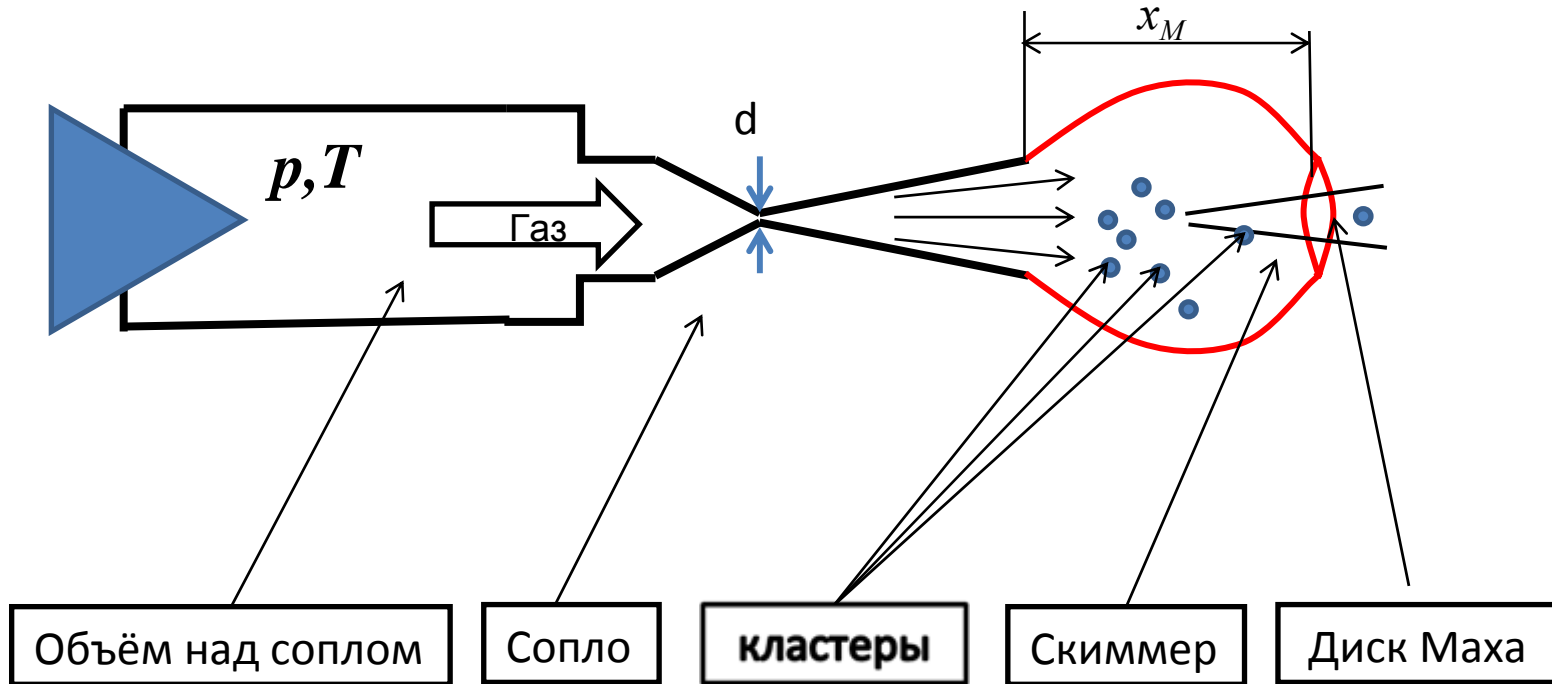 x_M
d
p,T
Газ
Объём над соплом
Сопло
кластеры
Скиммер
Диск Маха